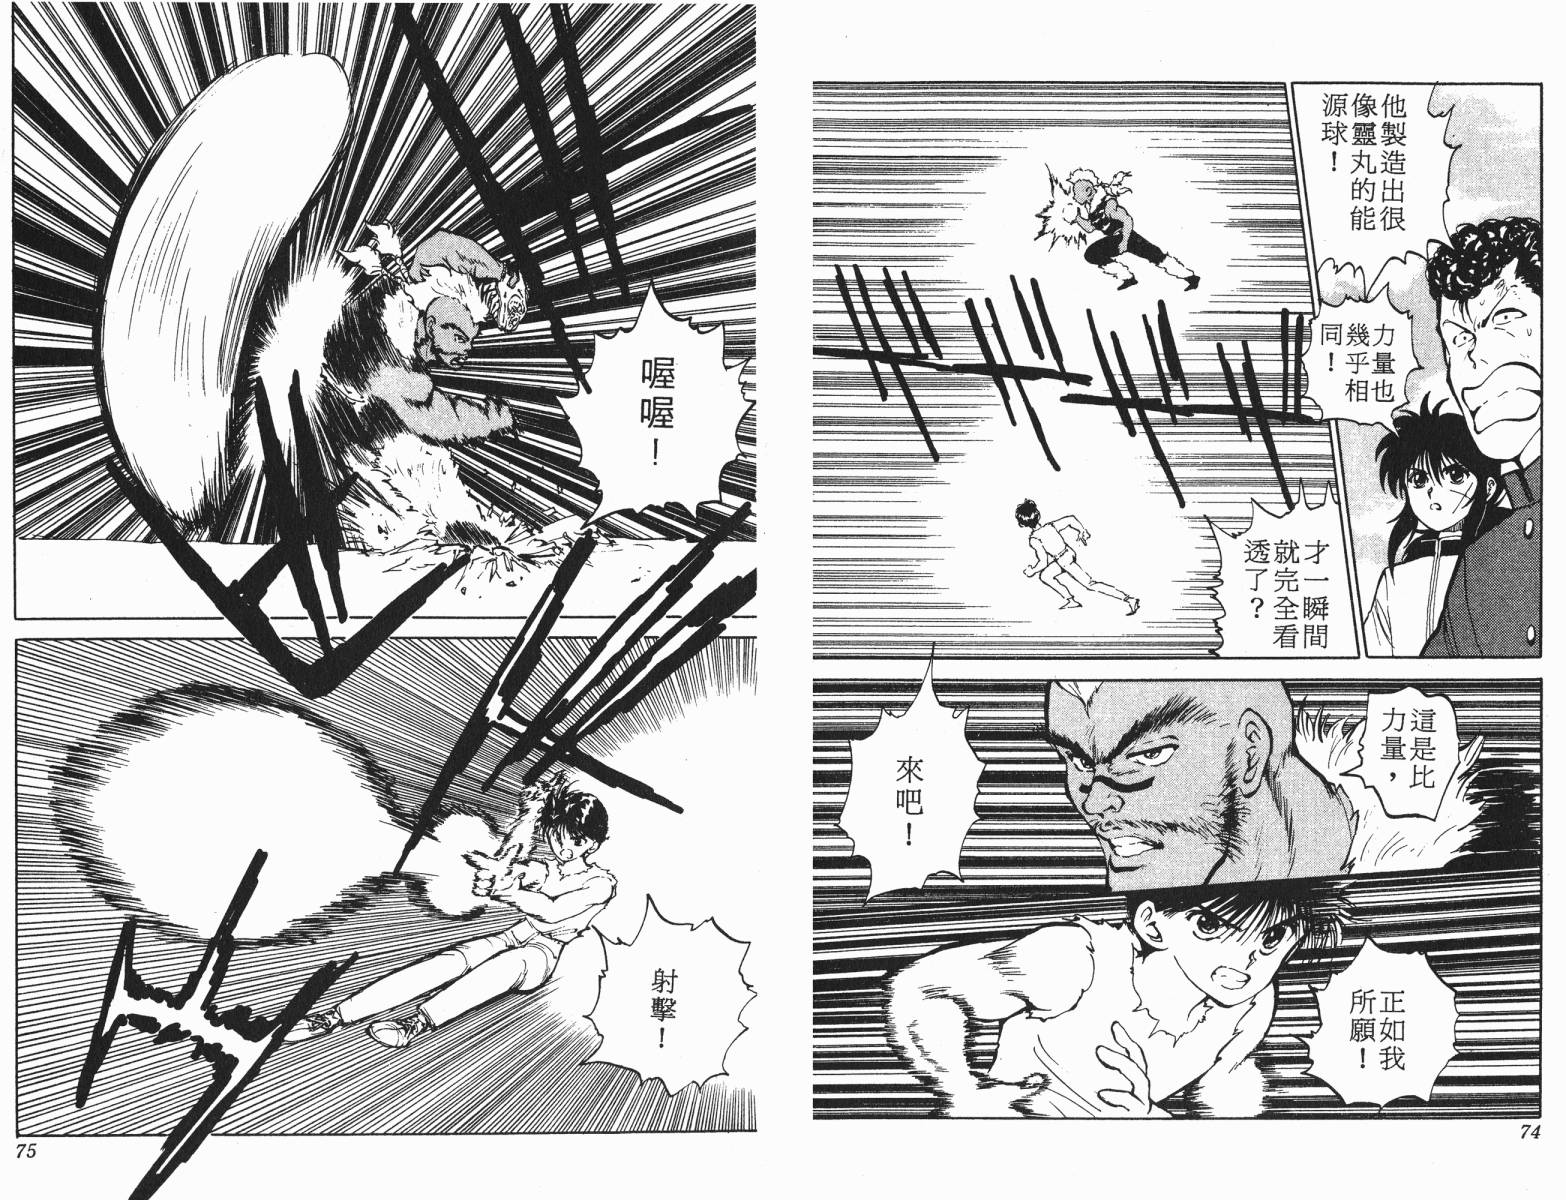 他製造出很
像靈丸的能
源球！
力量也
幾乎相
同！
才一瞬間
就完全看
透了？
這是比
力量，
來吧！
正如我
所願！
74
喔喔！
射擊！
75